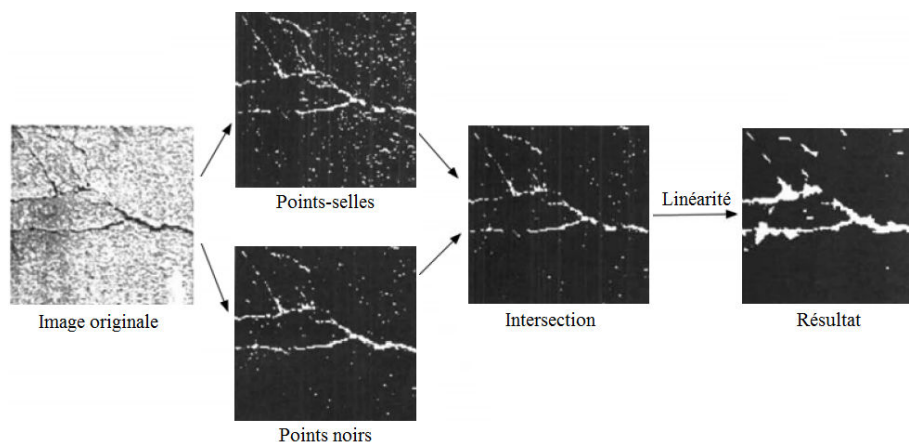 Points-selles
Linéarité
Image originale
Intersection
Résultat
Points noirs